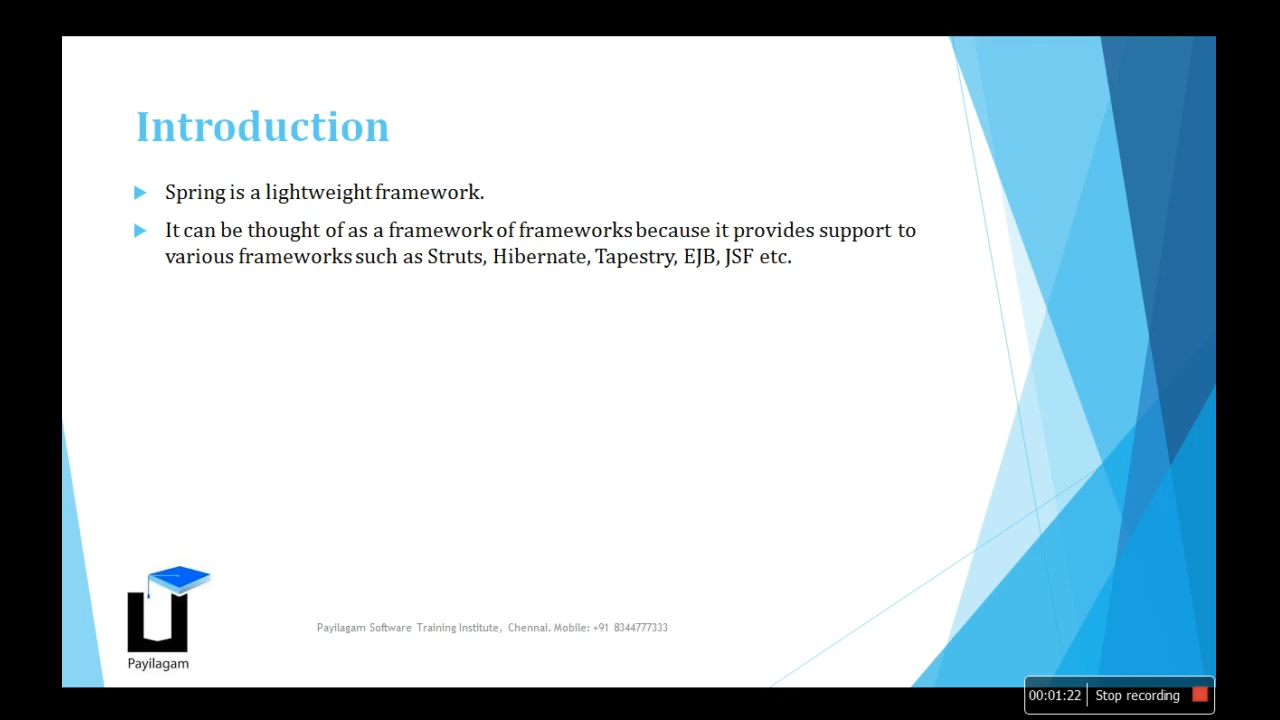 Introduction
Spring is a lightweight framework.
It can be thought of as a framework of frameworks because it provides support to
various frameworks such as Struts, Hibernate, Tapestry, EJB, JSF etc.
Payilagam Software Training Institute, Chennai. Mobile: +91 8344777333
Payilagam
00:01:22 Stop recording